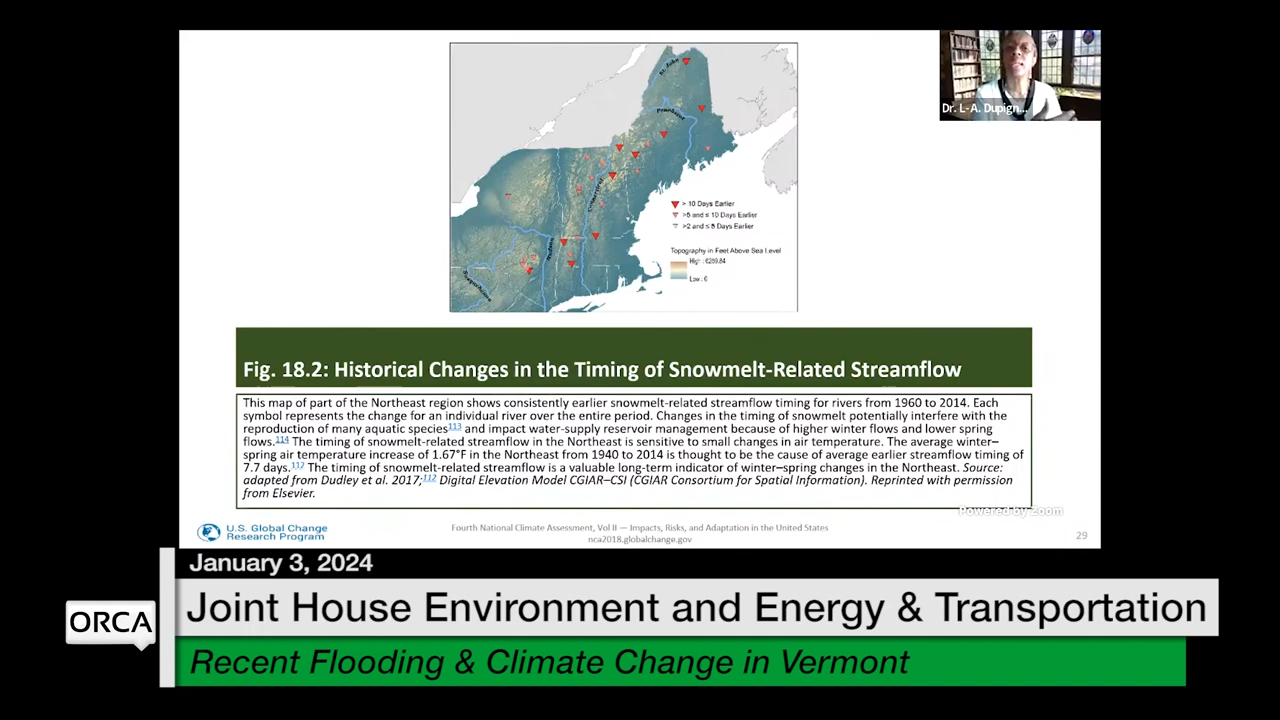 Dr. L-A. Dupign...
St. John
Penobscot
Connecticut
Hudson
Susquehanna
> 10 Days Earlier
>5 and ≤ 10 Days Earlier
>2 and ≤ 5 Days Earlier
Topography in Feet Above Sea Level
High : 6289.84
Low : 0
Fig. 18.2: Historical Changes in the Timing of Snowmelt-Related Streamflow
This map of part of the Northeast region shows consistently earlier snowmelt-related streamflow timing for rivers from 1960 to 2014. Each
symbol represents the change for an individual river over the entire period. Changes in the timing of snowmelt potentially interfere with the
reproduction of many aquatic species113 and impact water-supply reservoir management because of higher winter flows and lower spring
flows.114 The timing of snowmelt-related streamflow in the Northeast is sensitive to small changes in air temperature. The average winter–
spring air temperature increase of 1.67°F in the Northeast from 1940 to 2014 is thought to be the cause of average earlier streamflow timing of
7.7 days.112 The timing of snowmelt-related streamflow is a valuable long-term indicator of winter–spring changes in the Northeast. Source:
adapted from Dudley et al. 2017;112 Digital Elevation Model CGIAR–CSI (CGIAR Consortium for Spatial Information). Reprinted with permission
from Elsevier.
Powered by Zoom
U.S. Global Change
Research Program
Fourth National Climate Assessment, Vol II — Impacts, Risks, and Adaptation in the United States
nca2018.globalchange.gov
29
January 3, 2024
ORCA
Joint House Environment and Energy & Transportation
Recent Flooding & Climate Change in Vermont